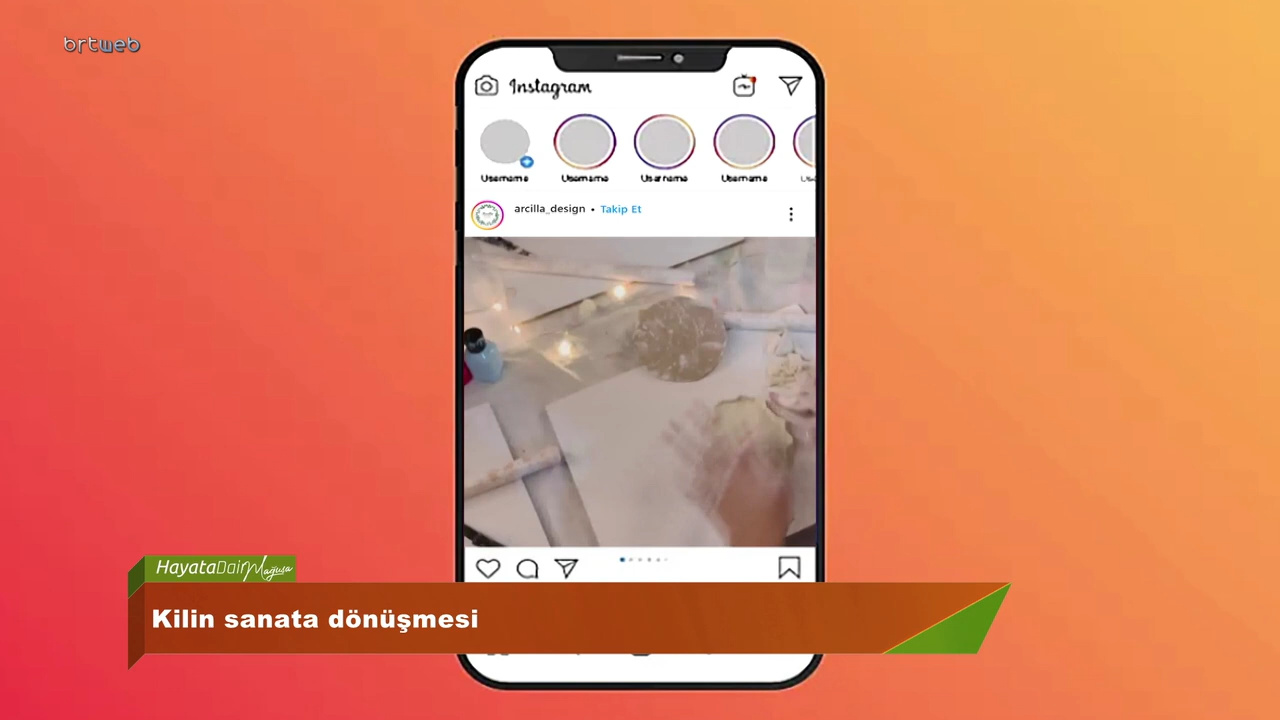 brtweb
Instagram
Username Username Username Username
arcilla_design • Takip Et
HayataDair Mağusa
Kilin sanata dönüşmesi